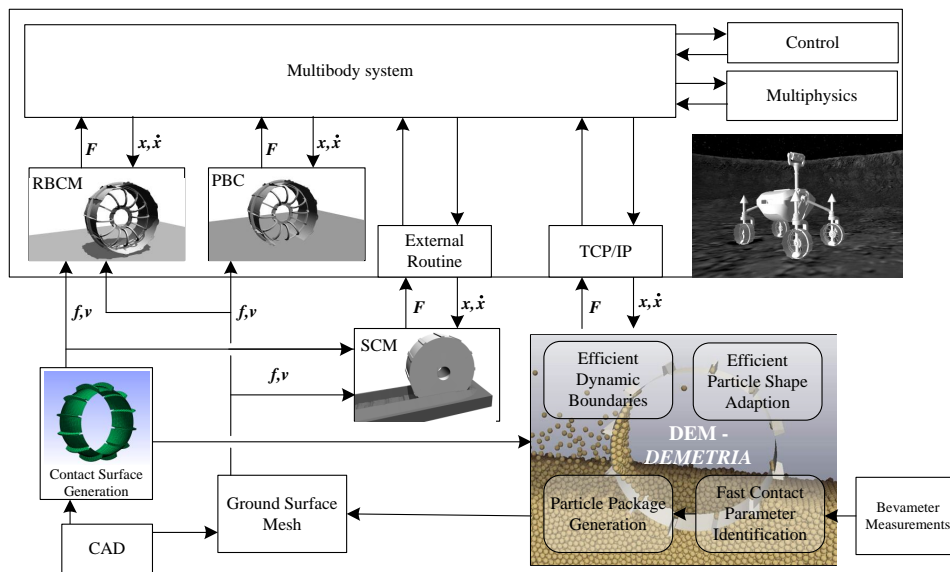 Multibody system
Control
Multiphysics
F
x,ẋ
F
x,ẋ
RBCM
PBC
External
Routine
TCP/IP
f,v
f,v
F
x,ẋ
F
x,ẋ
SCM
f,v
Efficient
Dynamic
Boundaries
Efficient
Particle Shape
Adaption
DEM -
DEMETRIA
Contact Surface
Generation
Ground Surface
Mesh
Particle Package
Generation
Fast Contact
Parameter
Identification
Bevameter
Measurements
CAD